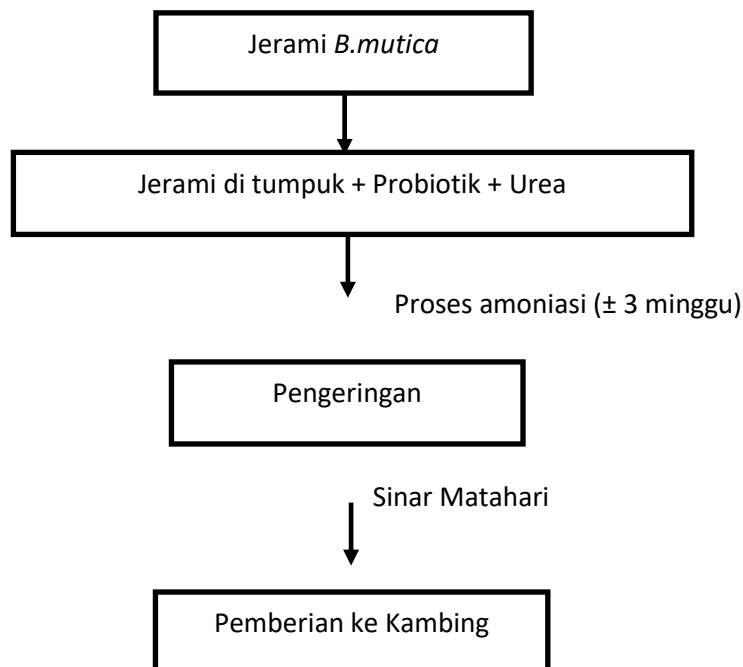 Jerami B.mutica
Jerami di tumpuk + Probiotik + Urea
Proses amoniasi (± 3 minggu)
Pengeringan
Sinar Matahari
Pemberian ke Kambing